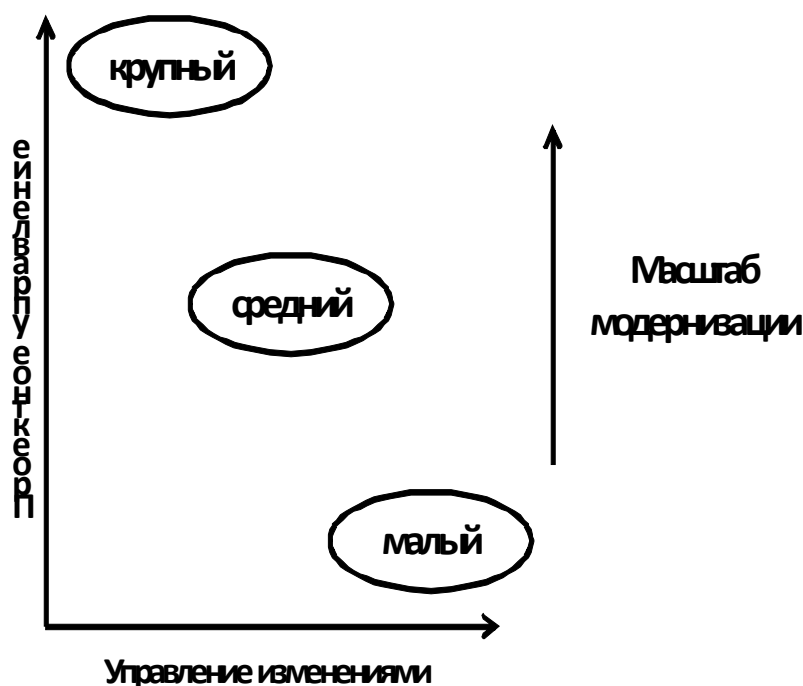 крупный
Проектное управление
средний
Масштаб
модернизации
малый
Управление изменениями